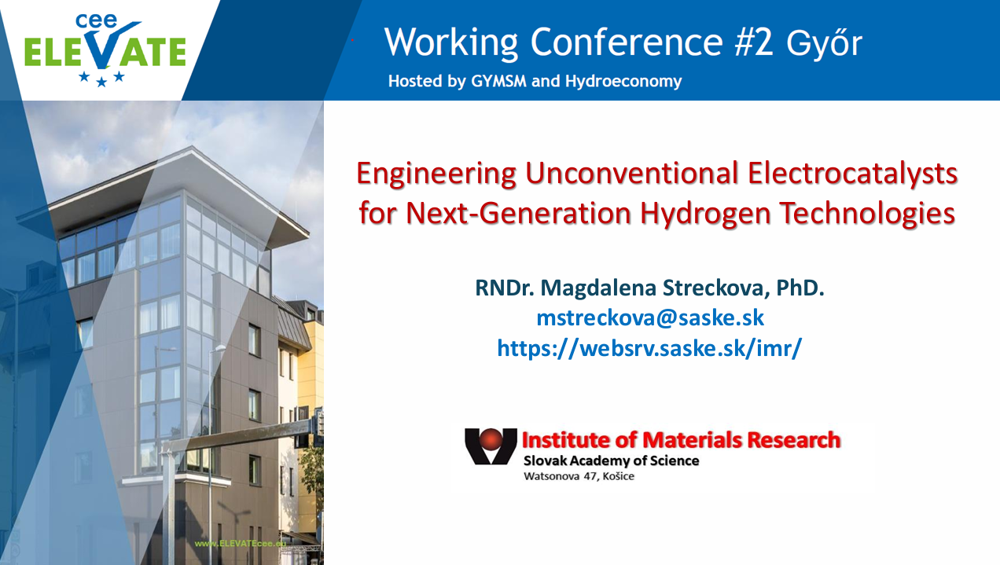 cee
ELEVATE
Working Conference #2 Győr
Hosted by GYMSM and Hydroeconomy
Engineering Unconventional Electrocatalysts
for Next-Generation Hydrogen Technologies
RNDr. Magdalena Streckova, PhD.
mstreckova@saske.sk
https://websrv.saske.sk/imr/
Institute of Materials Research
Slovak Academy of Science
Watsonova 47, Košice
www.ELEVATEcee.eu